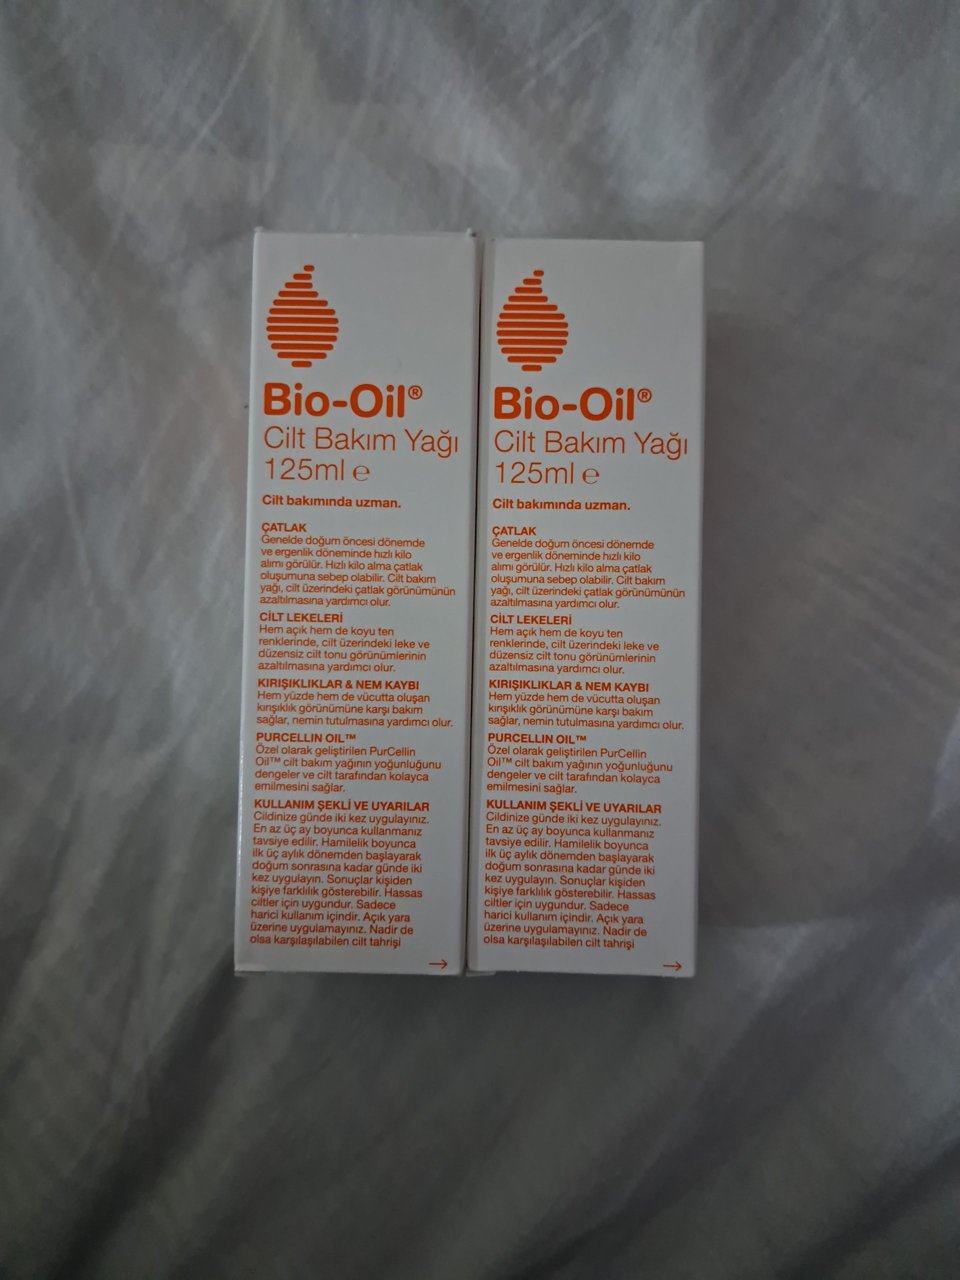 Bio-Oil®
Cilt Bakım Yağı
125ml ℮
Cilt bakımında uzman.
ÇATLAK
Genelde doğum öncesi dönemde
ve ergenlik döneminde hızlı kilo
alımı görülür. Hızlı kilo alma çatlak
oluşumuna sebep olabilir. Cilt bakım
yağı, cilt üzerindeki çatlak görünümünün
azaltılmasına yardımcı olur.
CİLT LEKELERİ
Hem açık hem de koyu ten
renklerinde, cilt üzerindeki leke ve
düzensiz cilt tonu görünümlerinin
azaltılmasına yardımcı olur.
KIRIŞIKLIKLAR & NEM KAYBI
Hem yüzde hem de vücutta oluşan
kırışıklık görünümüne karşı bakım
sağlar, nemin tutulmasına yardımcı olur.
PURCELLIN OIL™
Özel olarak geliştirilen PurCellin
Oil™ cilt bakım yağının yoğunluğunu
dengeler ve cilt tarafından kolayca
emilmesini sağlar.
KULLANIM ŞEKLİ VE UYARILAR
Cildinize günde iki kez uygulayınız.
En az üç ay boyunca kullanmanız
tavsiye edilir. Hamilelik boyunca
ilk üç aylık dönemden başlayarak
doğum sonrasına kadar günde iki
kez uygulayın. Sonuçlar kişiden
kişiye farklılık gösterebilir. Hassas
ciltler için uygundur. Sadece
harici kullanım içindir. Açık yara
üzerine uygulamayınız. Nadir de
olsa karşılaşılabilen cilt tahrişi
→
Bio-Oil®
Cilt Bakım Yağı
125ml ℮
Cilt bakımında uzman.
ÇATLAK
Genelde doğum öncesi dönemde
ve ergenlik döneminde hızlı kilo
alımı görülür. Hızlı kilo alma çatlak
oluşumuna sebep olabilir. Cilt bakım
yağı, cilt üzerindeki çatlak görünümünün
azaltılmasına yardımcı olur.
CİLT LEKELERİ
Hem açık hem de koyu ten
renklerinde, cilt üzerindeki leke ve
düzensiz cilt tonu görünümlerinin
azaltılmasına yardımcı olur.
KIRIŞIKLIKLAR & NEM KAYBI
Hem yüzde hem de vücutta oluşan
kırışıklık görünümüne karşı bakım
sağlar, nemin tutulmasına yardımcı olur.
PURCELLIN OIL™
Özel olarak geliştirilen PurCellin
Oil™ cilt bakım yağının yoğunluğunu
dengeler ve cilt tarafından kolayca
emilmesini sağlar.
KULLANIM ŞEKLİ VE UYARILAR
Cildinize günde iki kez uygulayınız.
En az üç ay boyunca kullanmanız
tavsiye edilir. Hamilelik boyunca
ilk üç aylık dönemden başlayarak
doğum sonrasına kadar günde iki
kez uygulayın. Sonuçlar kişiden
kişiye farklılık gösterebilir. Hassas
ciltler için uygundur. Sadece
harici kullanım içindir. Açık yara
üzerine uygulamayınız. Nadir de
olsa karşılaşılabilen cilt tahrişi
→